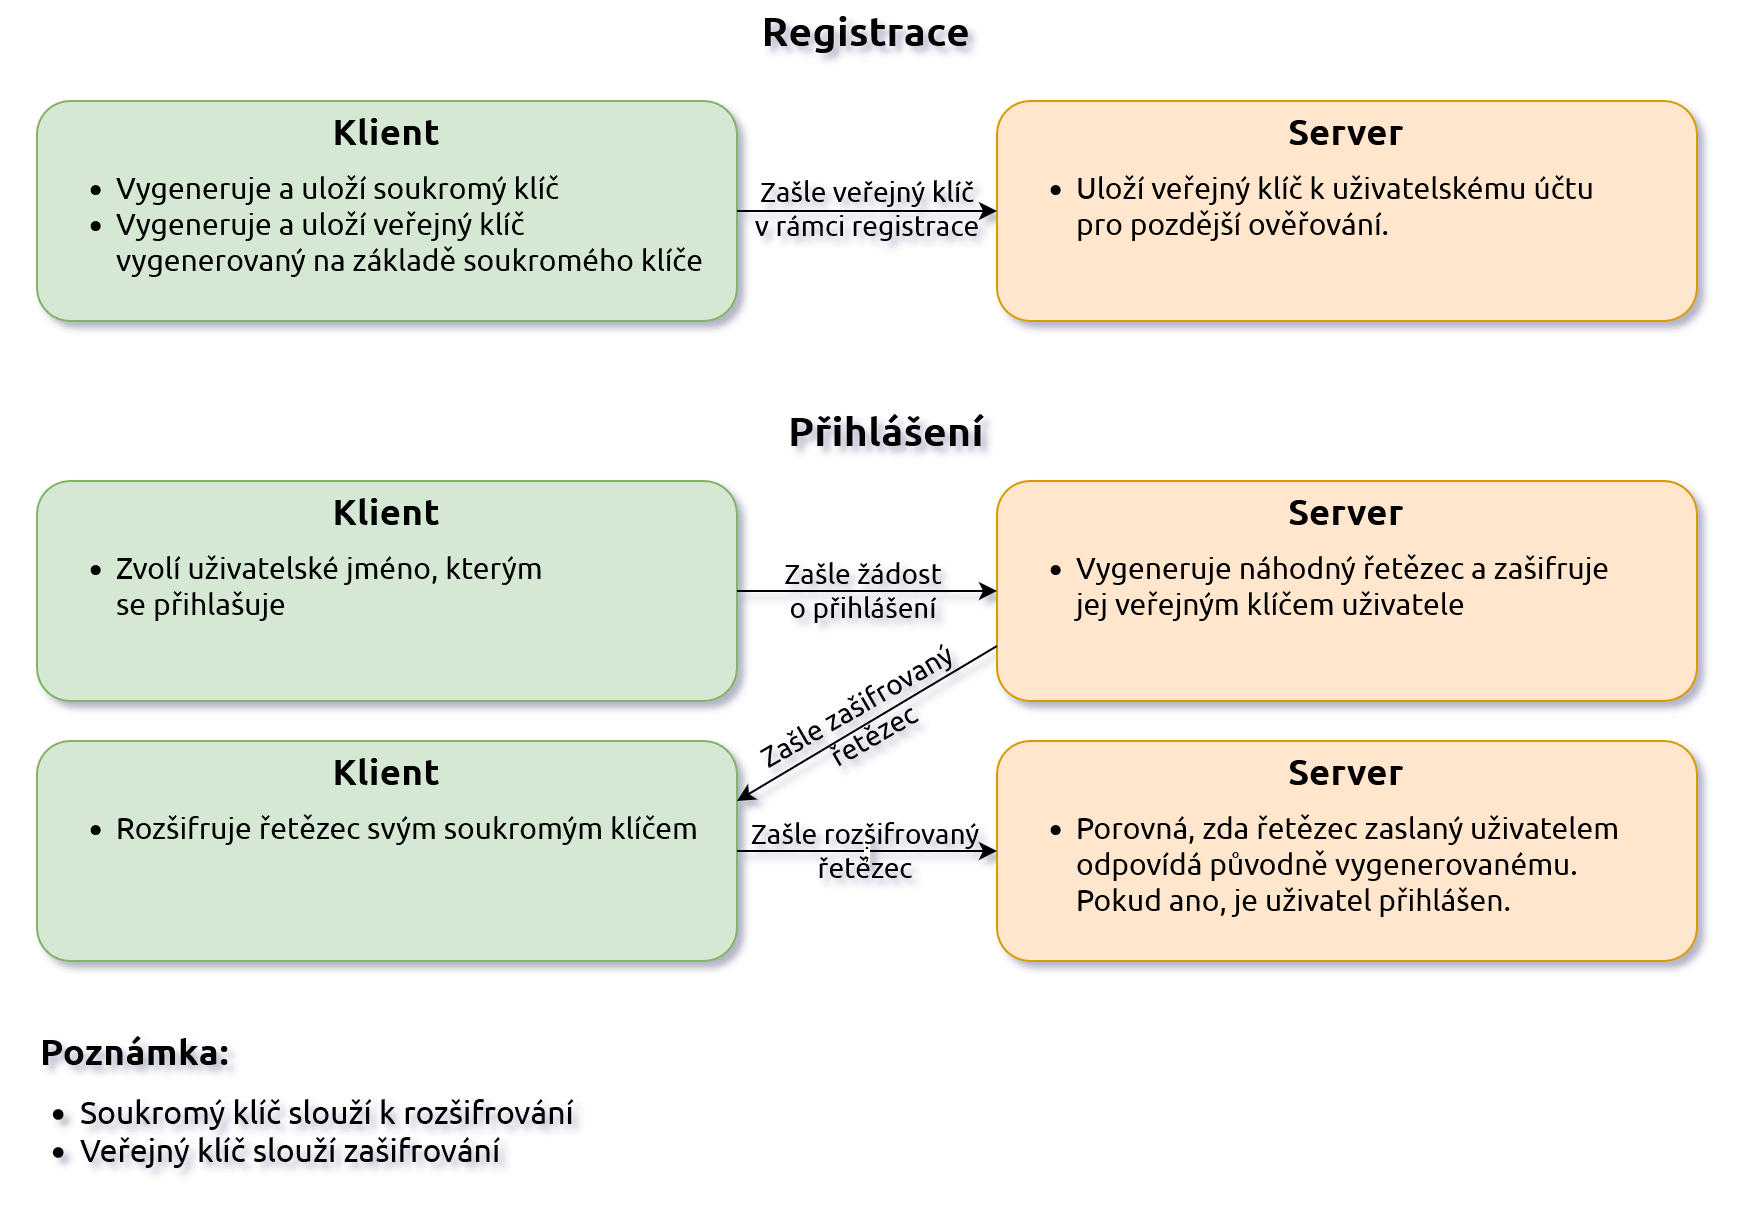 Registrace
Klient
• Vygeneruje a uloží soukromý klíč
• Vygeneruje a uloží veřejný klíč
vygenerovaný na základě soukromého klíče
Zašle veřejný klíč
v rámci registrace
Server
• Uloží veřejný klíč k uživatelskému účtu
pro pozdější ověřování.
Přihlášení
Klient
• Zvolí uživatelské jméno, kterým
se přihlašuje
Zašle žádost
o přihlášení
Server
• Vygeneruje náhodný řetězec a zašifruje
jej veřejným klíčem uživatele
Zašle zašifrovaný
řetězec
Klient
• Rozšifruje řetězec svým soukromým klíčem
Zašle rozšifrovaný
řetězec
Server
• Porovná, zda řetězec zaslaný uživatelem
odpovídá původně vygenerovanému.
Pokud ano, je uživatel přihlášen.
Poznámka:
• Soukromý klíč slouží k rozšifrování
• Veřejný klíč slouží zašifrování